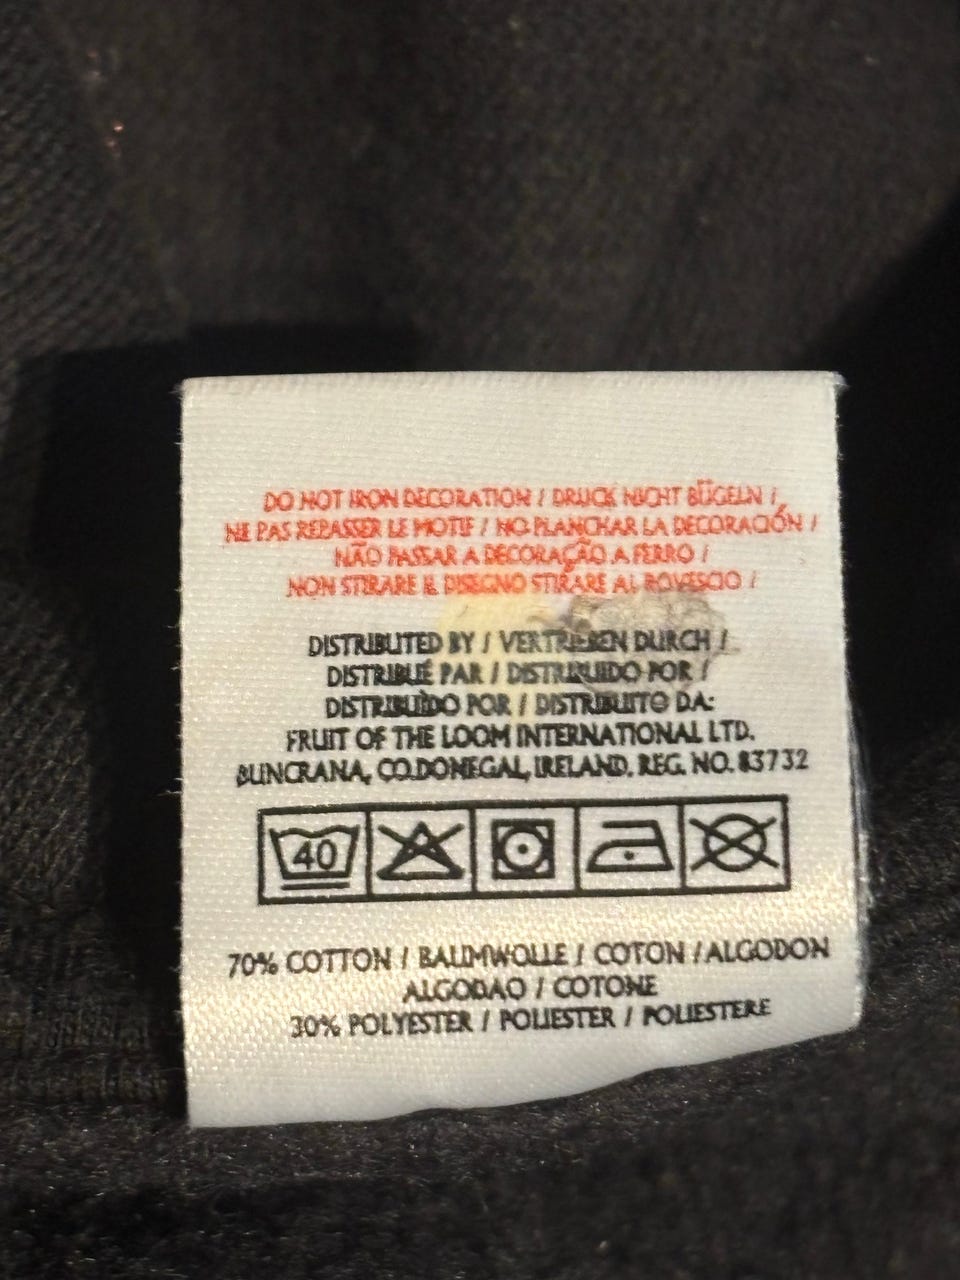 DO NOT IRON DECORATION / DRUCK NICHT BÜGELN /
NE PAS REPASSER LE MOTIF / NO PLANCHAR LA DECORACIÓN /
NÃO PASSAR A DECORAÇÃO A FERRO /
NON STIRARE IL DISEGNO STIRARE AL ROVESCIO /
DISTRIBUTED BY / VERTRIEBEN DURCH /
DISTRIBUÉ PAR / DISTRIBUIDO POR /
DISTRIBUÍDO POR / DISTRIBUITO DA:
FRUIT OF THE LOOM INTERNATIONAL LTD.
BUNCRANA, CO.DONEGAL, IRELAND. REG. NO. 83732
40
70% COTTON / BAUMWOLLE / COTON / ALGODON
ALGODAO / COTONE
30% POLYESTER / POLIESTER / POLIESTERE